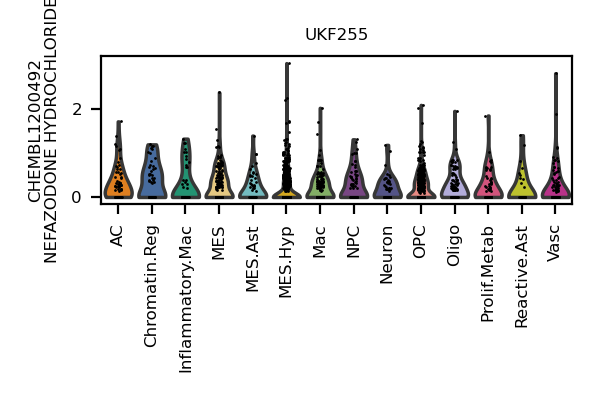 UKF255
CHEMBL1200492
NEFAZODONE HYDROCHLORIDE
2
0
AC
Chromatin.Reg
Inflammatory.Mac
MES
MES.Ast
MES.Hyp
Mac
NPC
Neuron
OPC
Oligo
Prolif.Metab
Reactive.Ast
Vasc